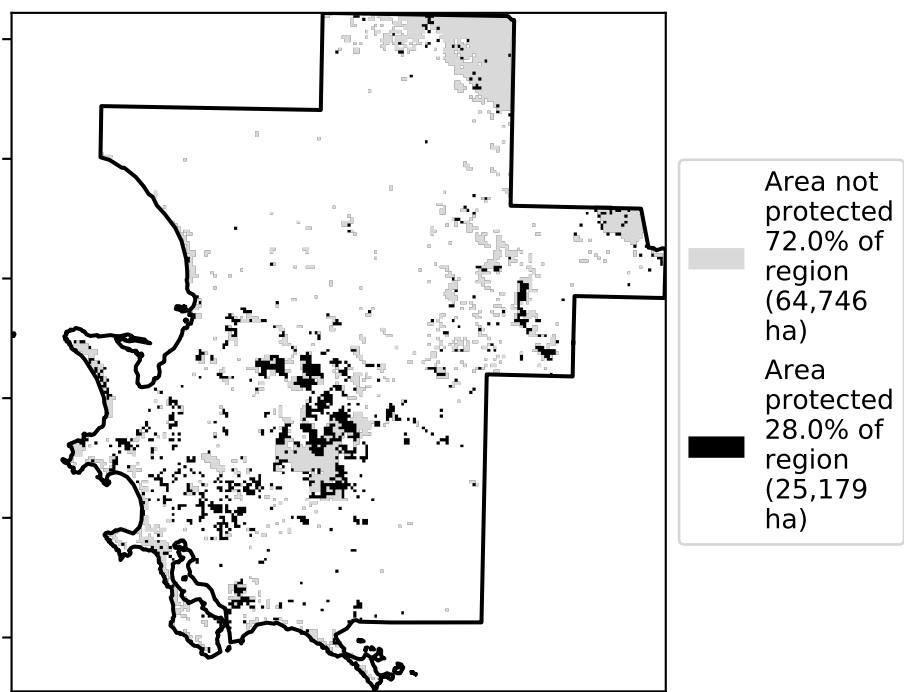 Area not
protected
72.0% of
region
(64,746
ha)
Area
protected
28.0% of
region
(25,179
ha)